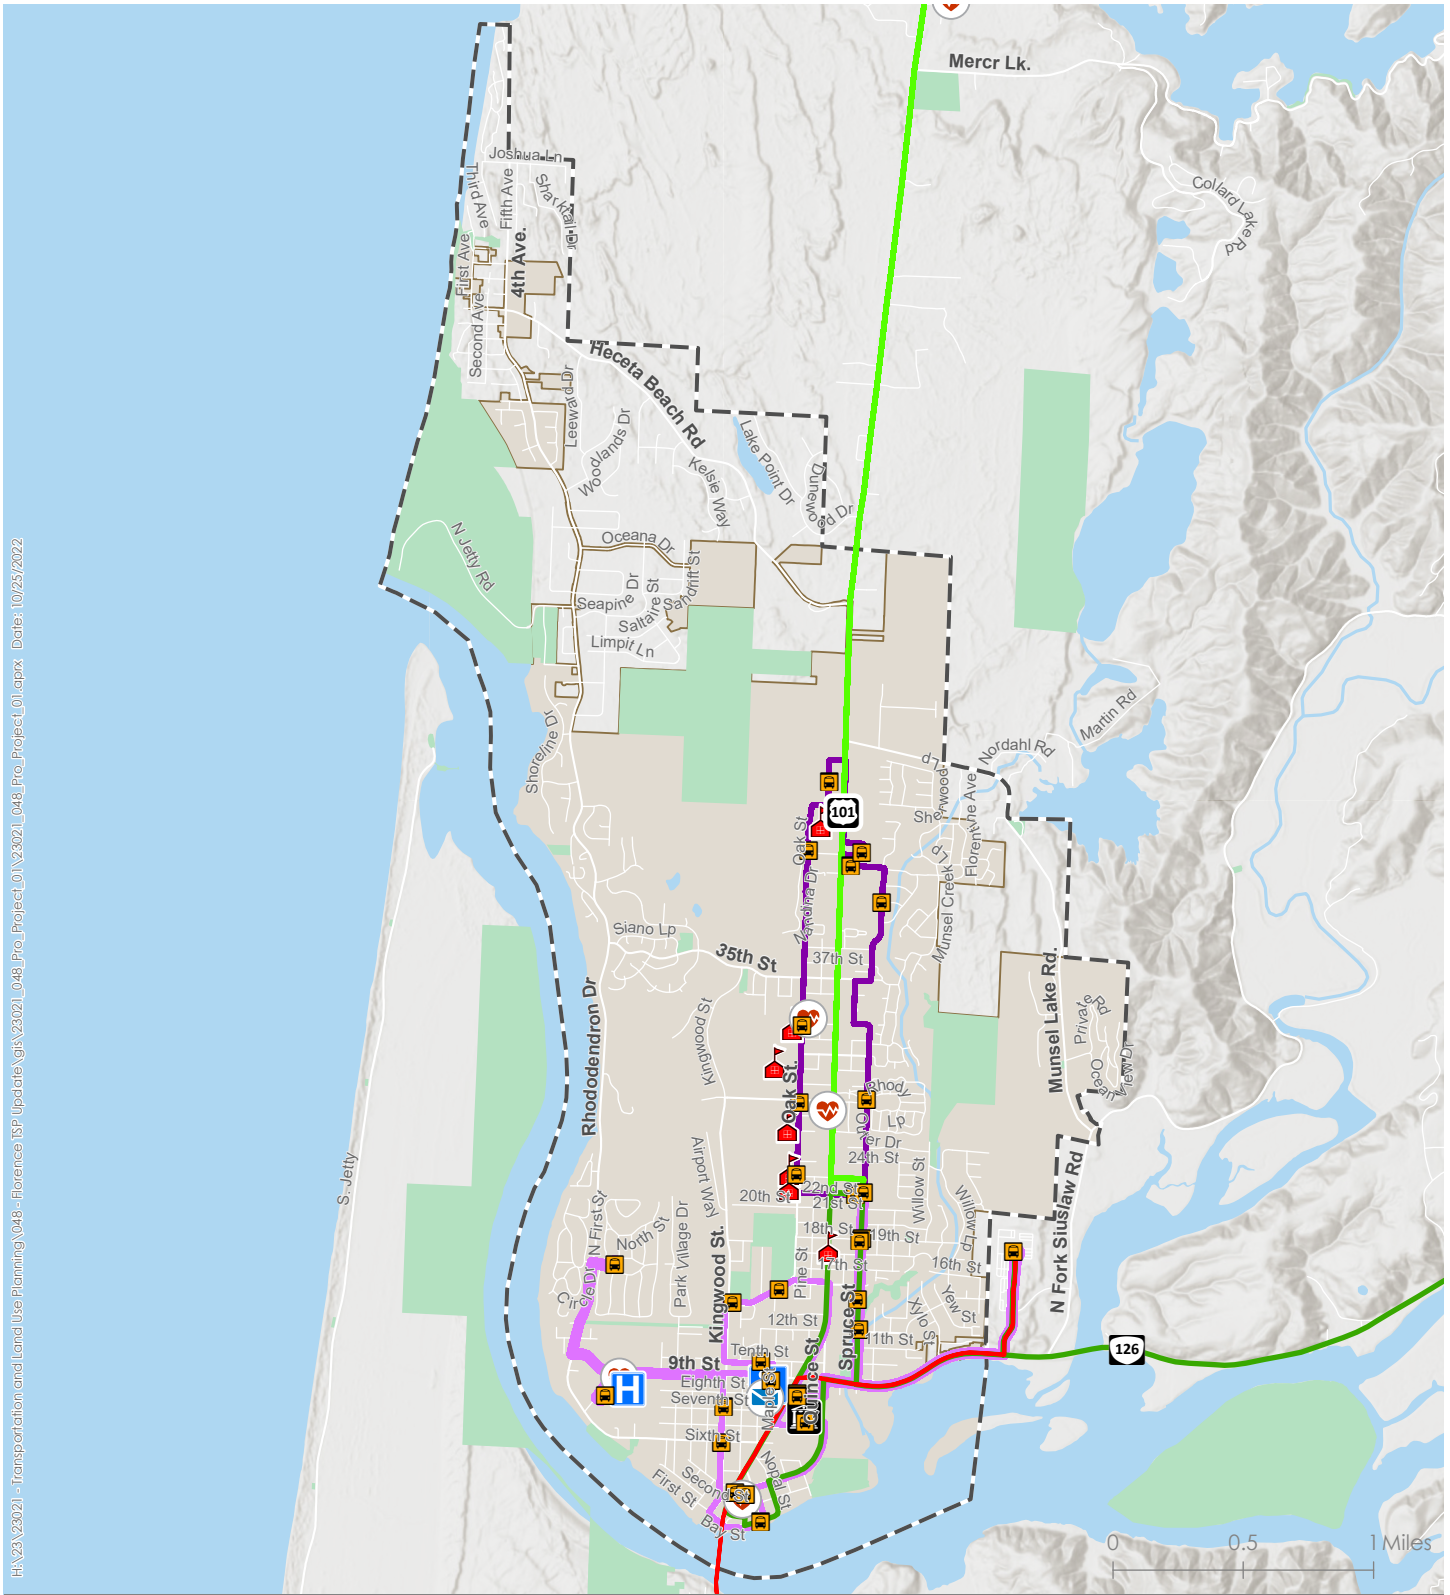 Mercr Lk.
Collard Lake Rd
Joshua Ln
Third Ave
Fifth Ave
Sharktail Dr
First Ave
4th Ave.
Second Ave
Heceta Beach Rd
Leeward Dr
Woodlands Dr
Kelsie Way
Lake Point Dr
Dunewood Dr
N Jetty Rd
Oceana Dr
Seapine Dr
Saltaire St
Sandrift St
Limpit Ln
Shoreline Dr
Martin Rd
Nordahl Rd
Sherwood Lp
Florentine Ave
101
Oak St
Nandina Dr
Lp
Munsel Creek
Siano Lp
35th St
37th St
Rhododendron Dr
Kingwood St
Munsel Lake Rd.
Private Rd
Ocean View Dr
Oak St.
Rhody
Lp
24th St
Airport Way
Willow St
22nd St
20th St
21st St
18th St
19th St
17th St
16th St
Willow Lp
N Fork Siuslaw Rd
S. Jetty
N First St
North St
Circle Dr
Park Village Dr
Kingwood St.
Pine St
12th St
Spruce St
11th St
Xylo St
Yew St
126
Tenth St
9th St
Eighth St
Seventh St
Maple St
Quince St
Sixth St
Second St
First St
Nopal St
Bay St
H
0 0.5 1 Miles
H:\23\23021 - Transportation and Land Use Planning\048 - Florence TSP Update\gis\23021_048_Pro_Project_01\23021_048_Pro_Project_01.aprx Date: 10/25/2022